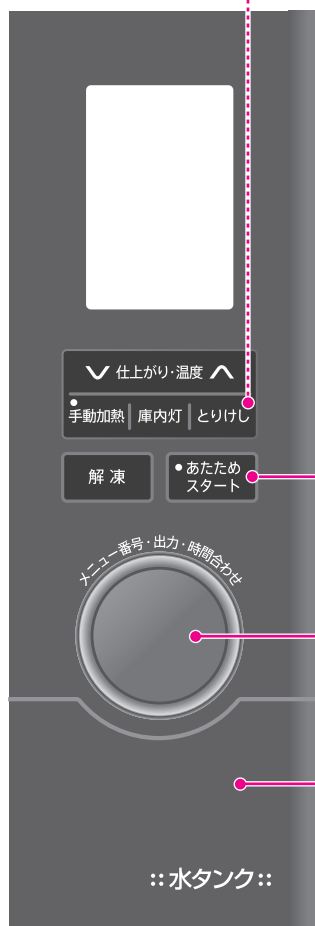 仕上がり・温度
手動加熱 庫内灯 とりけし
解凍
あたため
スタート
メニュー番号・出力・時間合わせ
水タンク